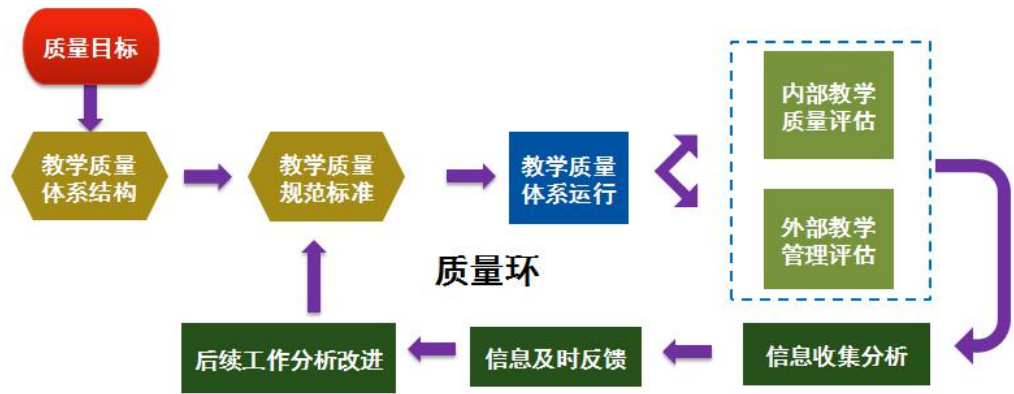 质量目标
教学质量
体系结构
教学质量
规范标准
教学质量
体系运行
内部教学
质量评估
外部教学
管理评估
质量环
后续工作分析改进
信息及时反馈
信息收集分析